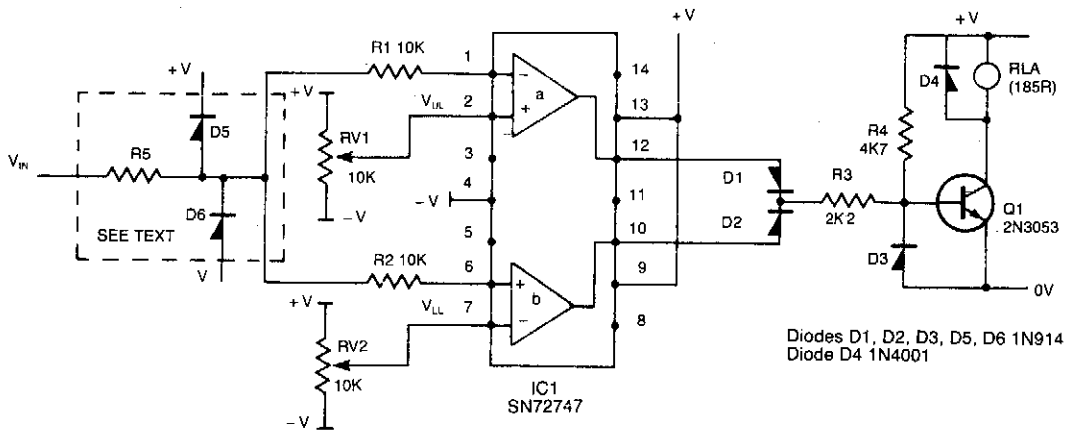 +V
D5
V_IN
R5
D6
SEE TEXT
V
R1 10K
+V
V_UL
RV1
10K
-V
R2 10K
+V
V_LL
RV2
10K
-V
1
2
3
4
-V
5
6
7
a
-
+
b
+
-
14
13
12
11
10
9
8
IC1
SN72747
+V
D1
D2
R3
2K2
+V
D4
RLA
(185R)
R4
4K7
Q1
2N3053
D3
0V
Diodes D1, D2, D3, D5, D6 1N914
Diode D4 1N4001